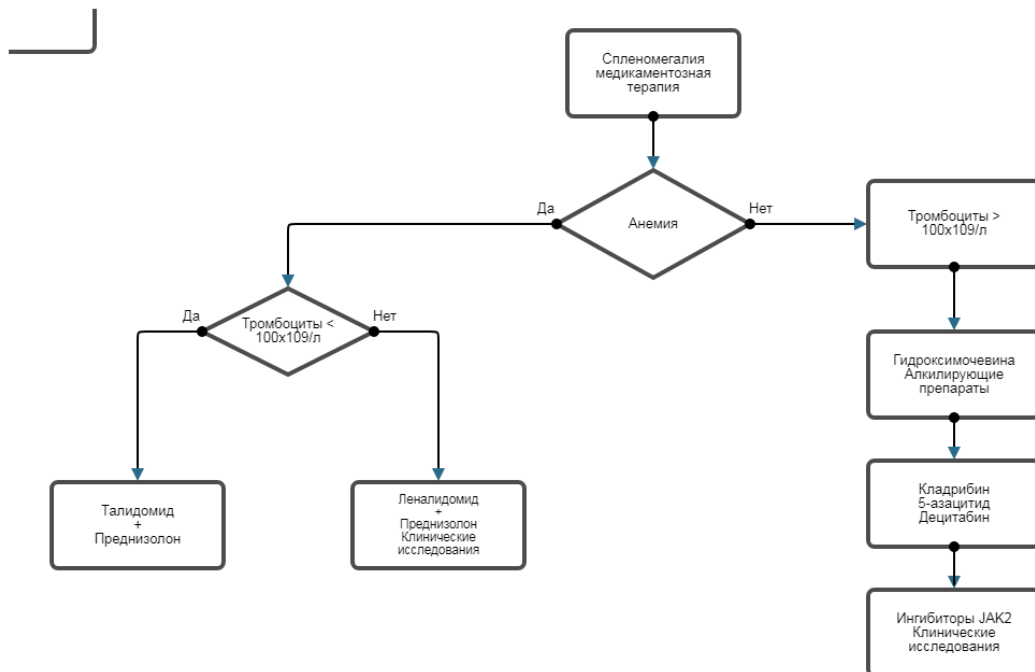 Спленомегалия
медикаментозная
терапия
Да
Анемия
Нет
Тромбоциты >
100x109/л
Да
Тромбоциты <
100x109/л
Нет
Гидроксимочевина
Алкилирующие
препараты
Талидомид
+
Преднизолон
Леналидомид
+
Преднизолон
Клинические
исследования
Кладрибин
5-азацитид
Децитабин
Ингибиторы JAK2
Клинические
исследования